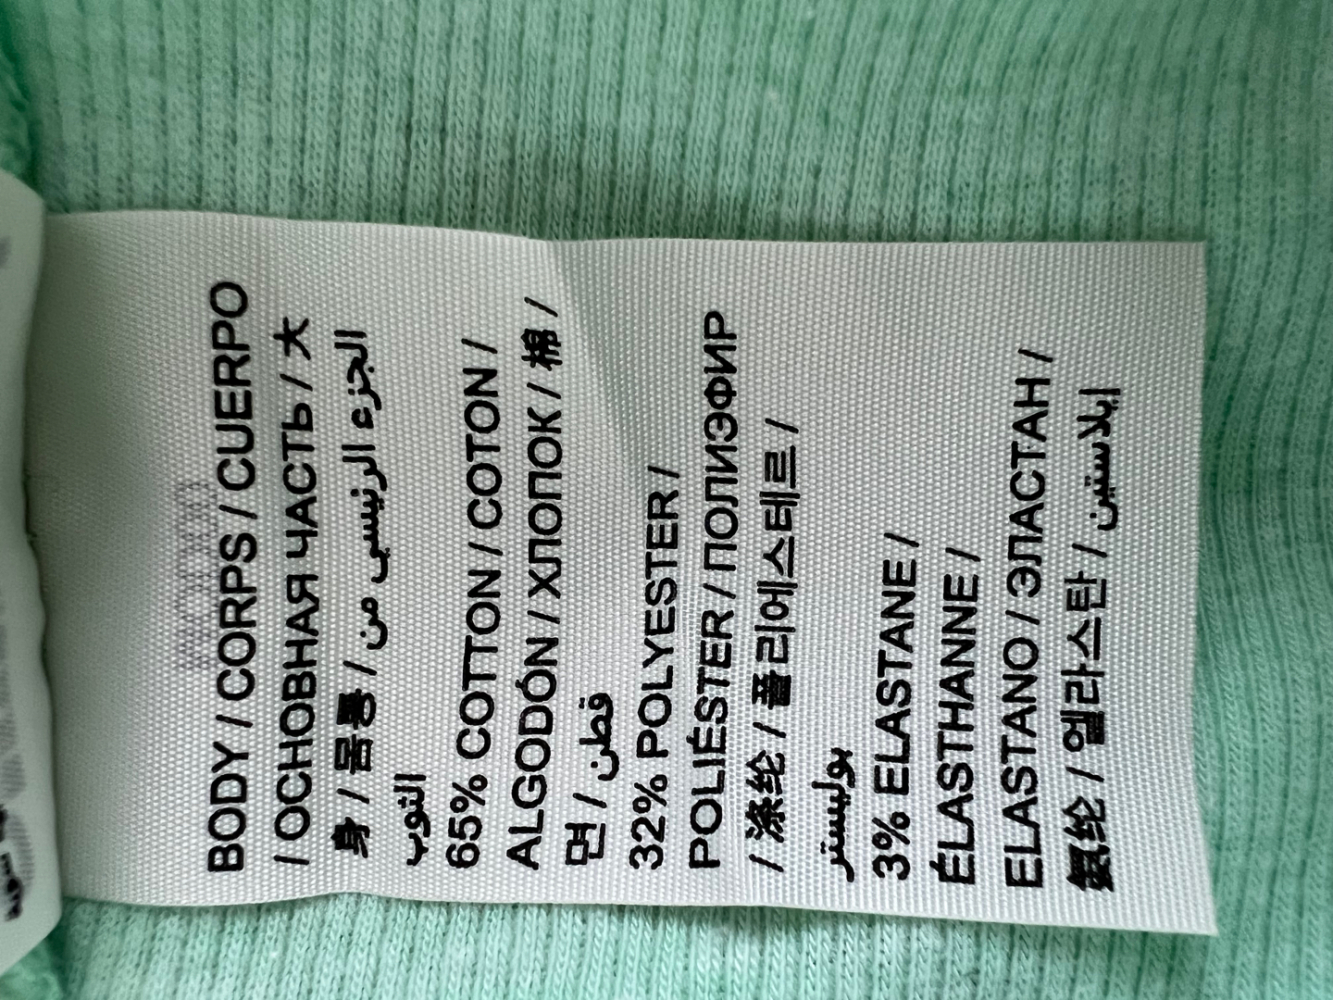 BODY / CORPS / CUERPO
/ ОСНОВНАЯ ЧАСТЬ / 大
身 / 몸통 / الجزء الرئيسي من
الثوب
65% COTTON / COTON /
ALGODÓN / ХЛОПОК / 棉 /
면 / قطن
32% POLYESTER /
POLIÉSTER / ПОЛИЭФИР
/ 涤纶 / 폴리에스테르 /
بوليستر
3% ELASTANE /
ÉLASTHANNE /
ELASTANO / ЭЛАСТАН /
氨纶 / 엘라스탄 / إيلاستين